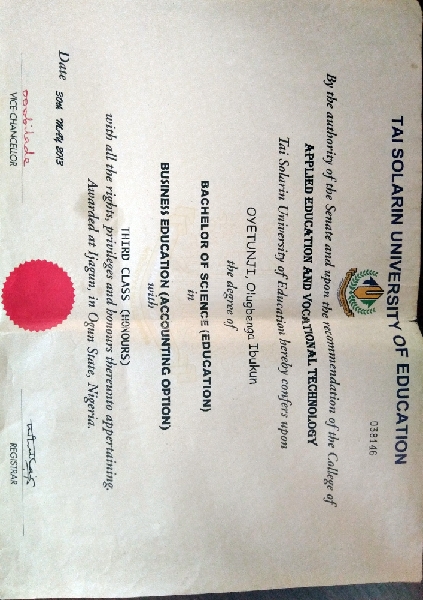 TAI SOLARIN UNIVERSITY OF EDUCATION
038146
By the authority of the Senate and upon the recommendation of the College of
APPLIED EDUCATION AND VOCATIONAL TECHNOLOGY
Tai Solarin University of Education hereby confers upon
OYETUNJI, Olugbenga Ibukun
the degree of
BACHELOR OF SCIENCE (EDUCATION)
in
BUSINESS EDUCATION (ACCOUNTING OPTION)
with
THIRD CLASS (HONOURS)
with all the rights, privileges and honours thereunto appertaining.
Awarded at Ijagun, in Ogun State, Nigeria.
Date 30th May 2013
VICE-CHANCELLOR
REGISTRAR